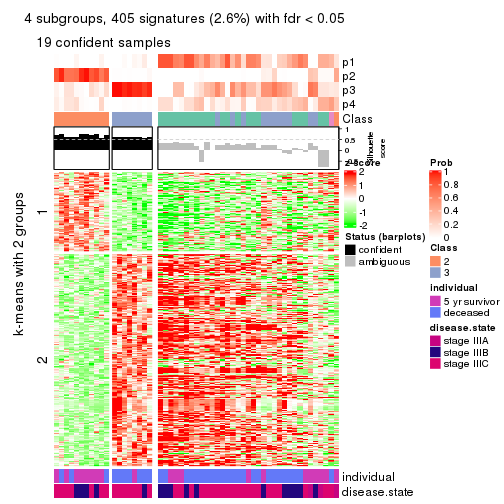 4 subgroups, 405 signatures (2.6%) with fdr < 0.05
19 confident samples
p1
p2
p3
p4
Class
1
0.5
0
Silhouette
score
k-means with 2 groups
1
2
2
1
0
-1
-2
Status (barplots)
confident
ambiguous
Prob
1
0.8
0.6
0.4
0.2
0
Class
2
3
individual
5 yr survivor
deceased
disease.state
stage IIIA
stage IIIB
stage IIIC
individual
disease.state